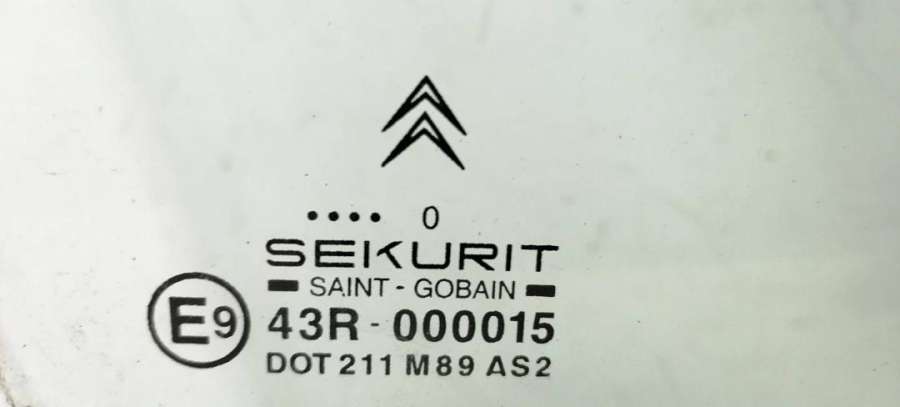 •••• 0
SEKURIT
SAINT - GOBAIN
E9 43R - 000015
DOT 211 M89 AS2